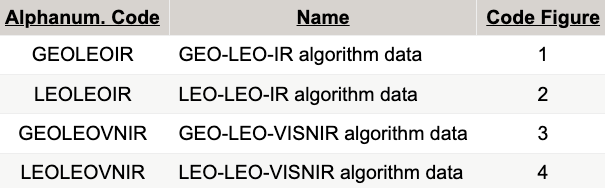 Alphanum. Code Name Code Figure
GEOLEOIR GEO-LEO-IR algorithm data 1
LEOLEOIR LEO-LEO-IR algorithm data 2
GEOLEOVNIR GEO-LEO-VISNIR algorithm data 3
LEOLEOVNIR LEO-LEO-VISNIR algorithm data 4